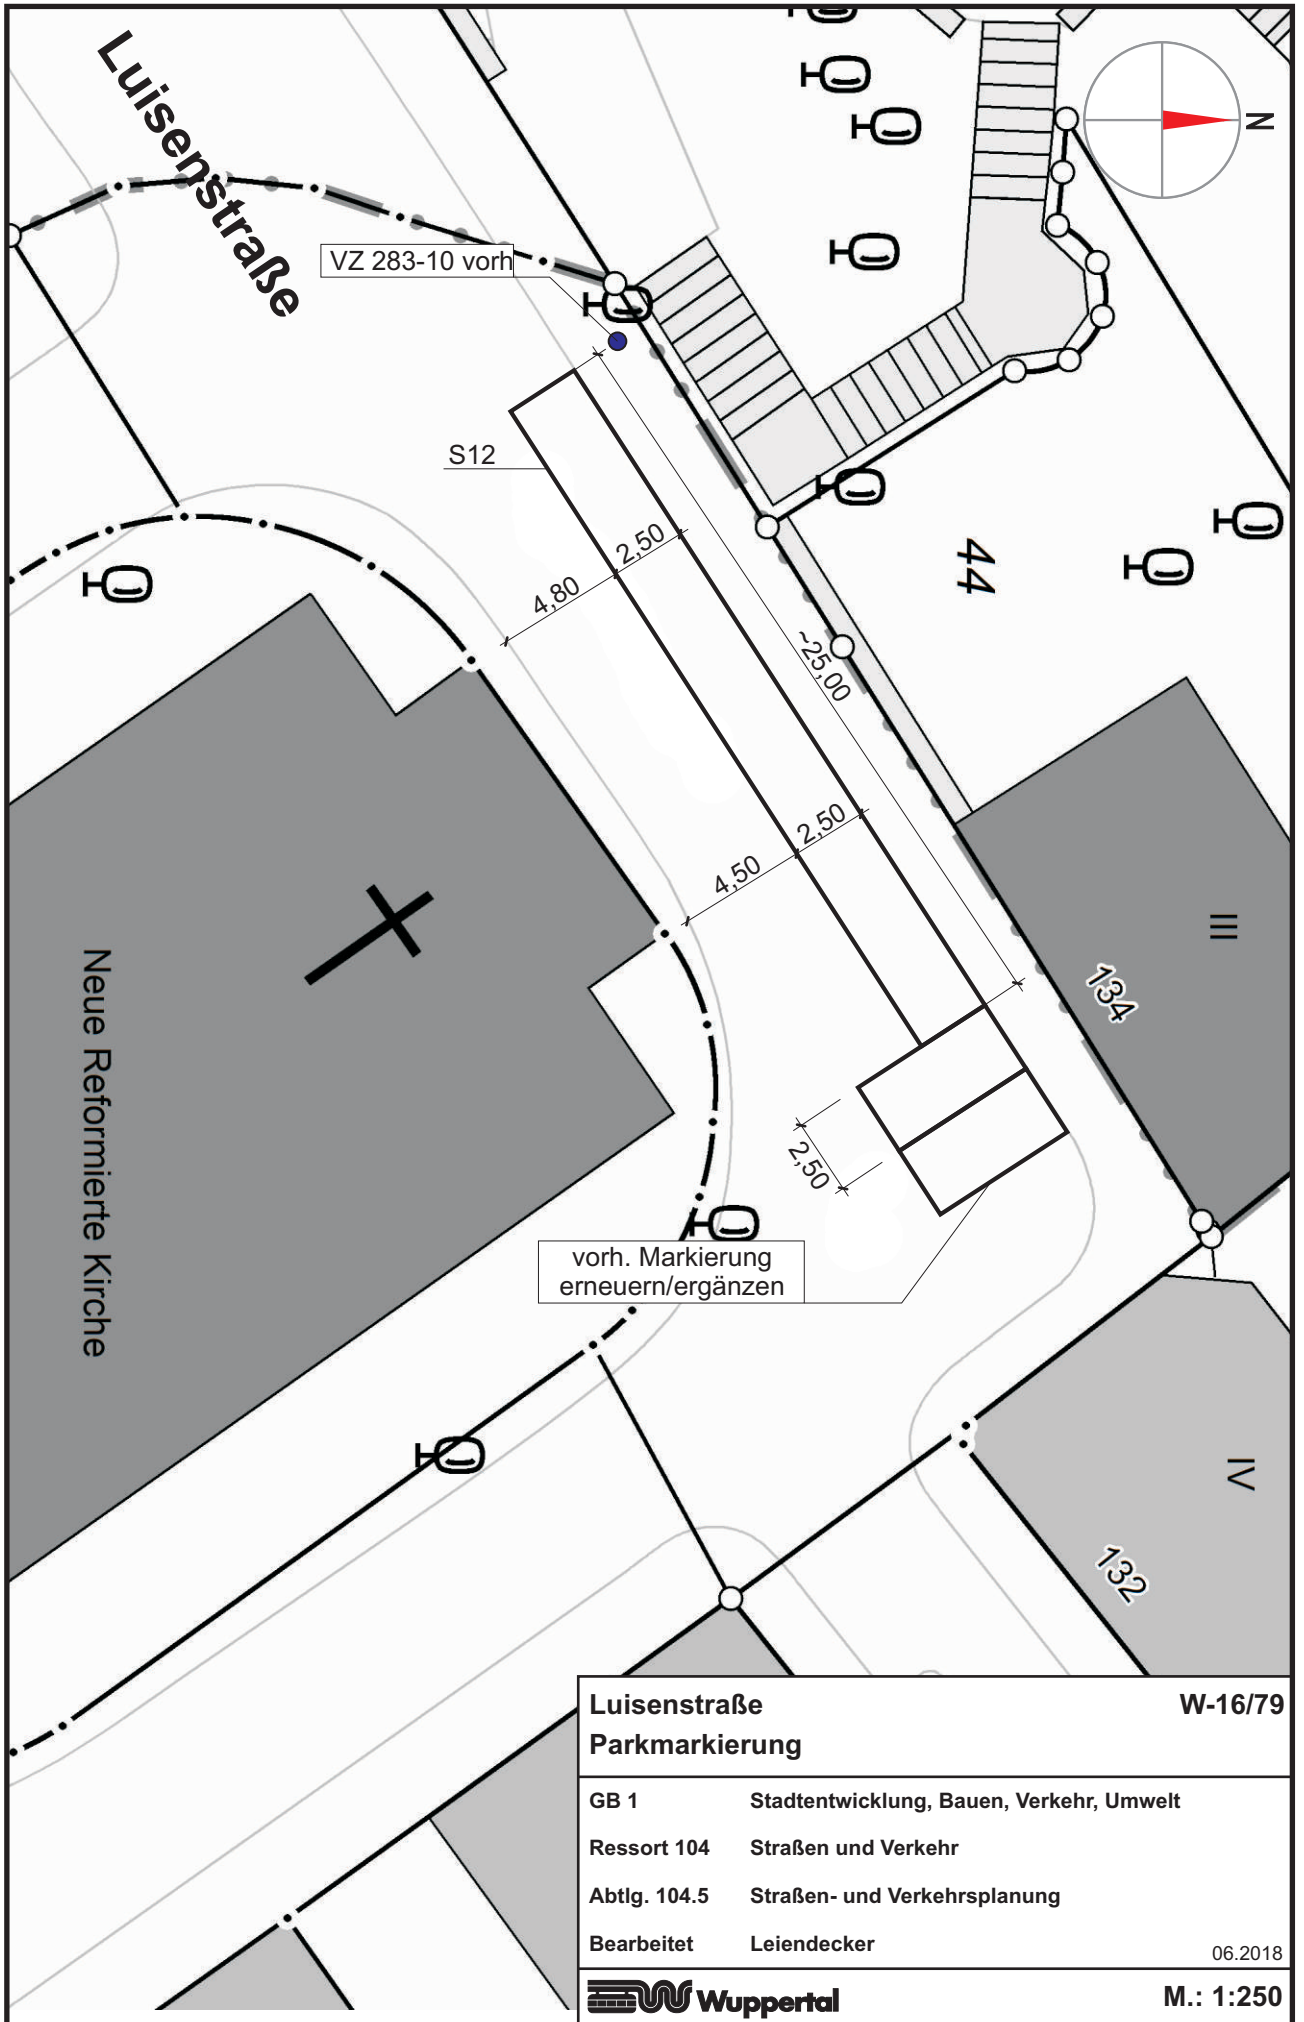 Luisenstraße
N
VZ 283-10 vorh
S12
2,50
4,80
44
~25,00
2,50
4,50
III
134
Neue Reformierte Kirche
2,50
vorh. Markierung
erneuern/ergänzen
IV
132
Luisenstraße W-16/79
Parkmarkierung
GB 1 Stadtentwicklung, Bauen, Verkehr, Umwelt
Ressort 104 Straßen und Verkehr
Abtlg. 104.5 Straßen- und Verkehrsplanung
Bearbeitet Leiendecker 06.2018
Wuppertal M.: 1:250